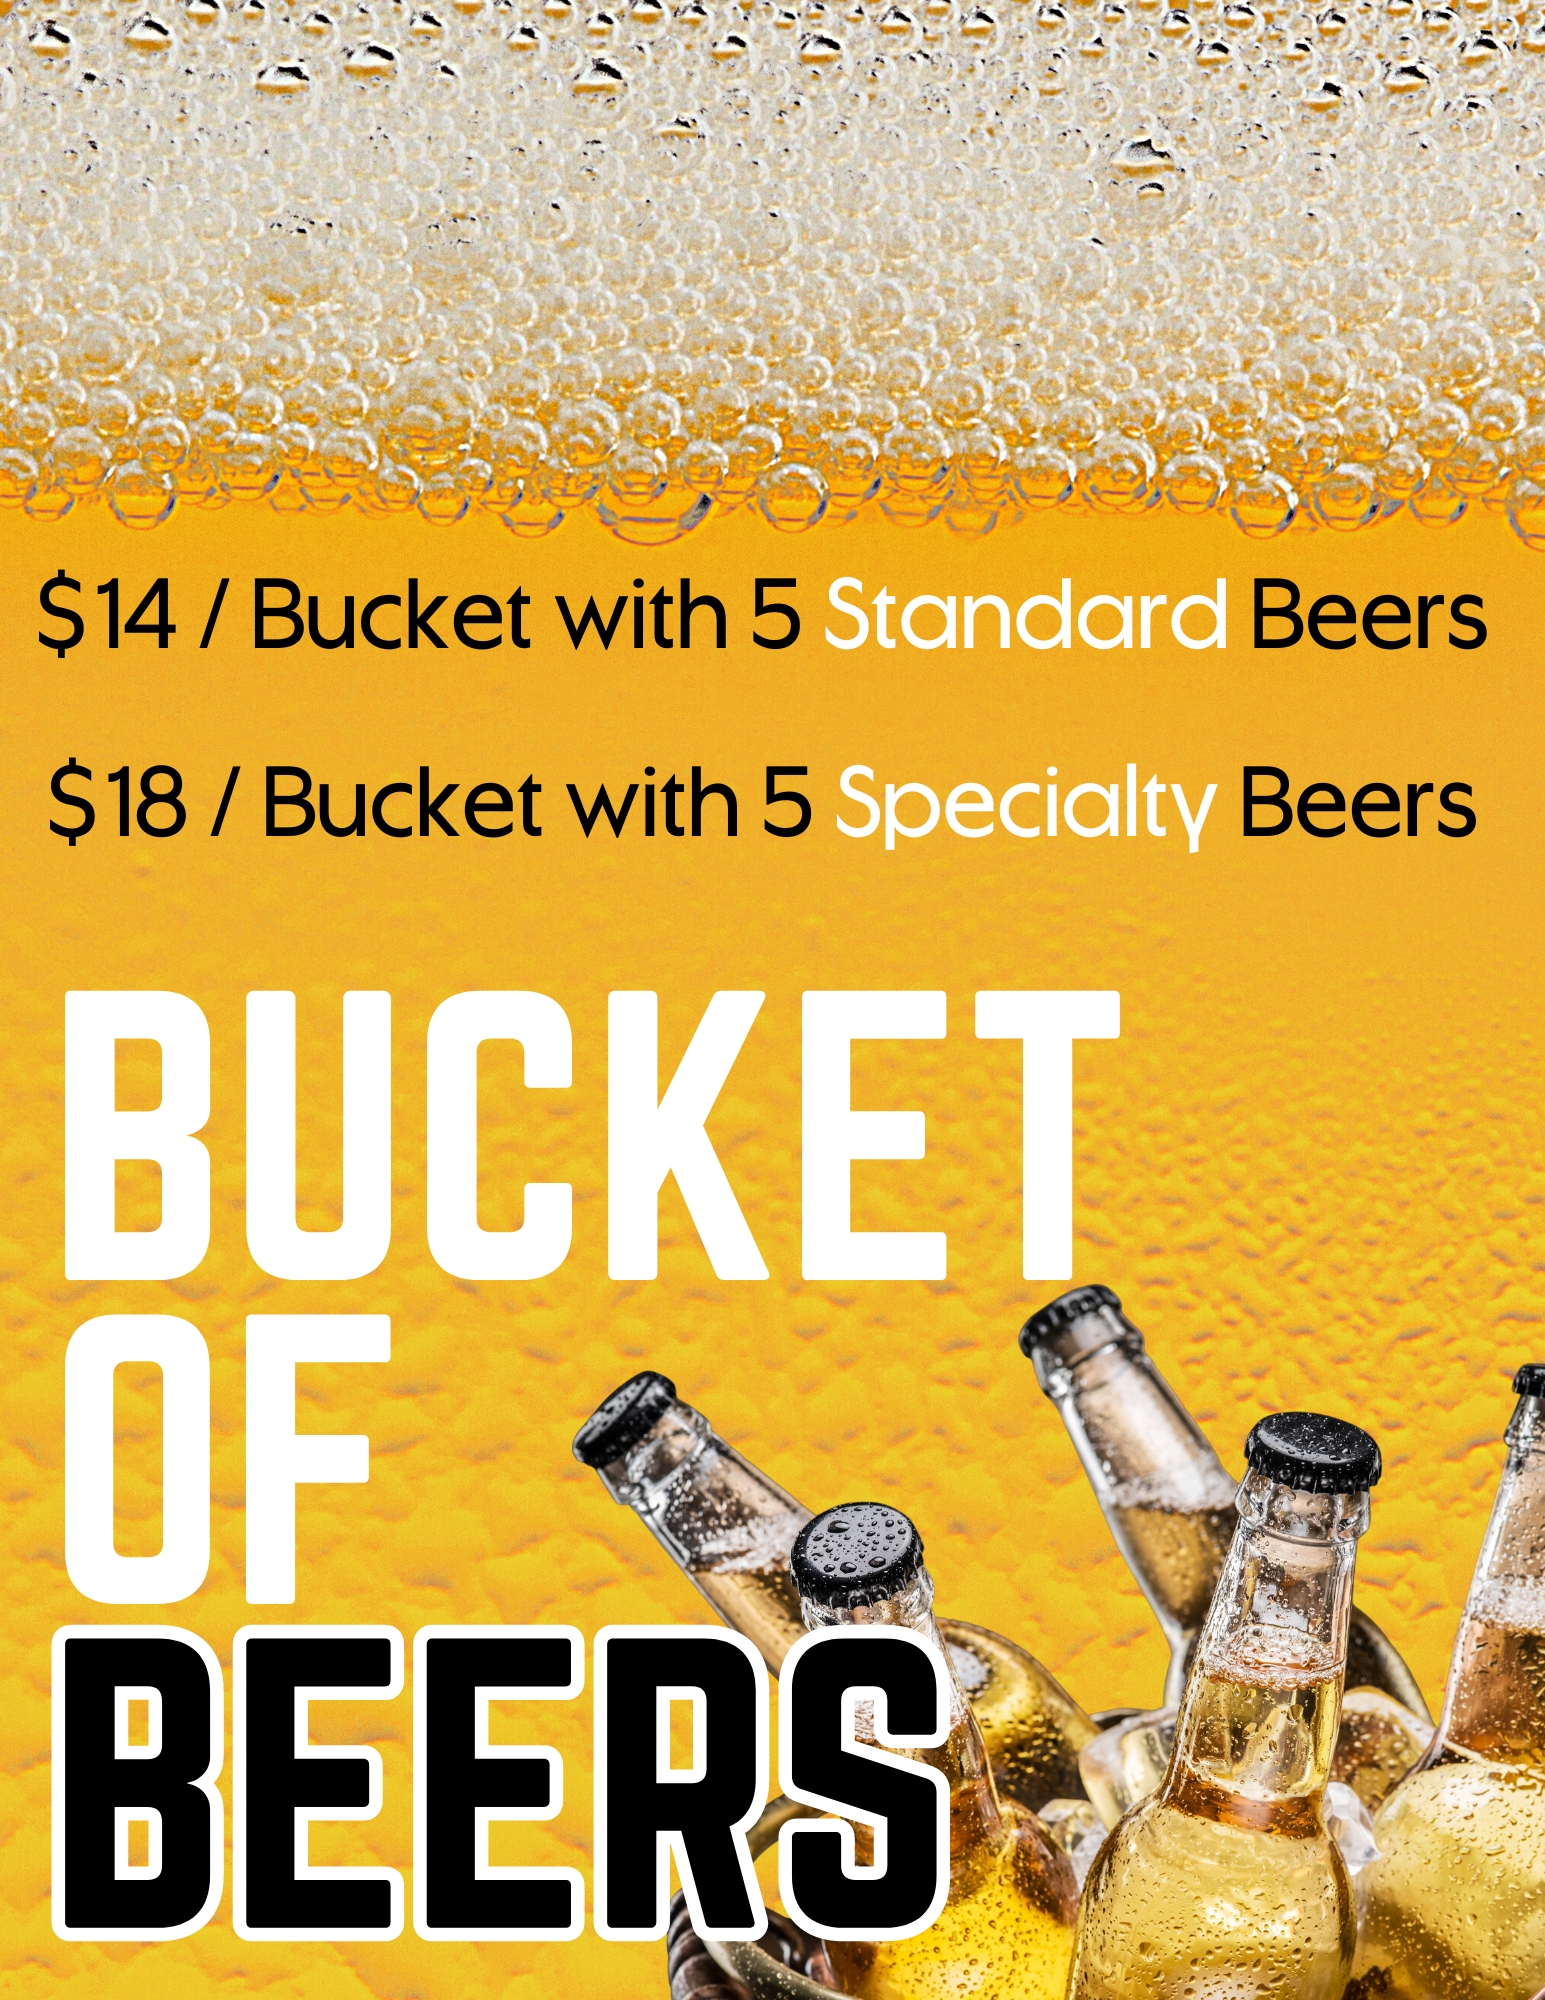 $14 / Bucket with 5 Standard Beers
$18 / Bucket with 5 Specialty Beers
BUCKET
OF
BEERS